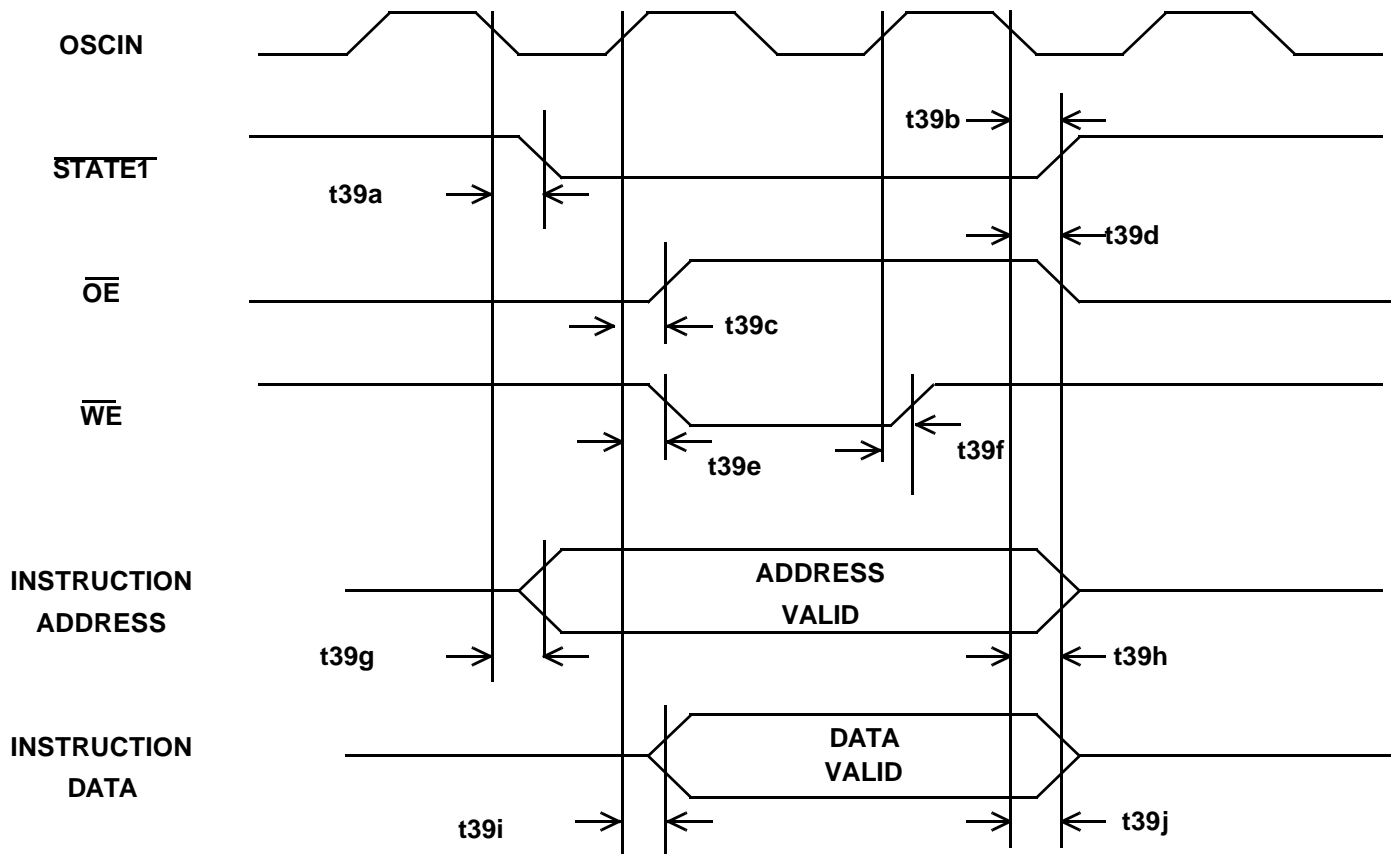 OSCIN
t39b
STATE1
t39a
t39d
OE
t39c
WE
t39e
t39f
INSTRUCTION
ADDRESS
ADDRESS
VALID
t39g
t39h
INSTRUCTION
DATA
DATA
VALID
t39i
t39j